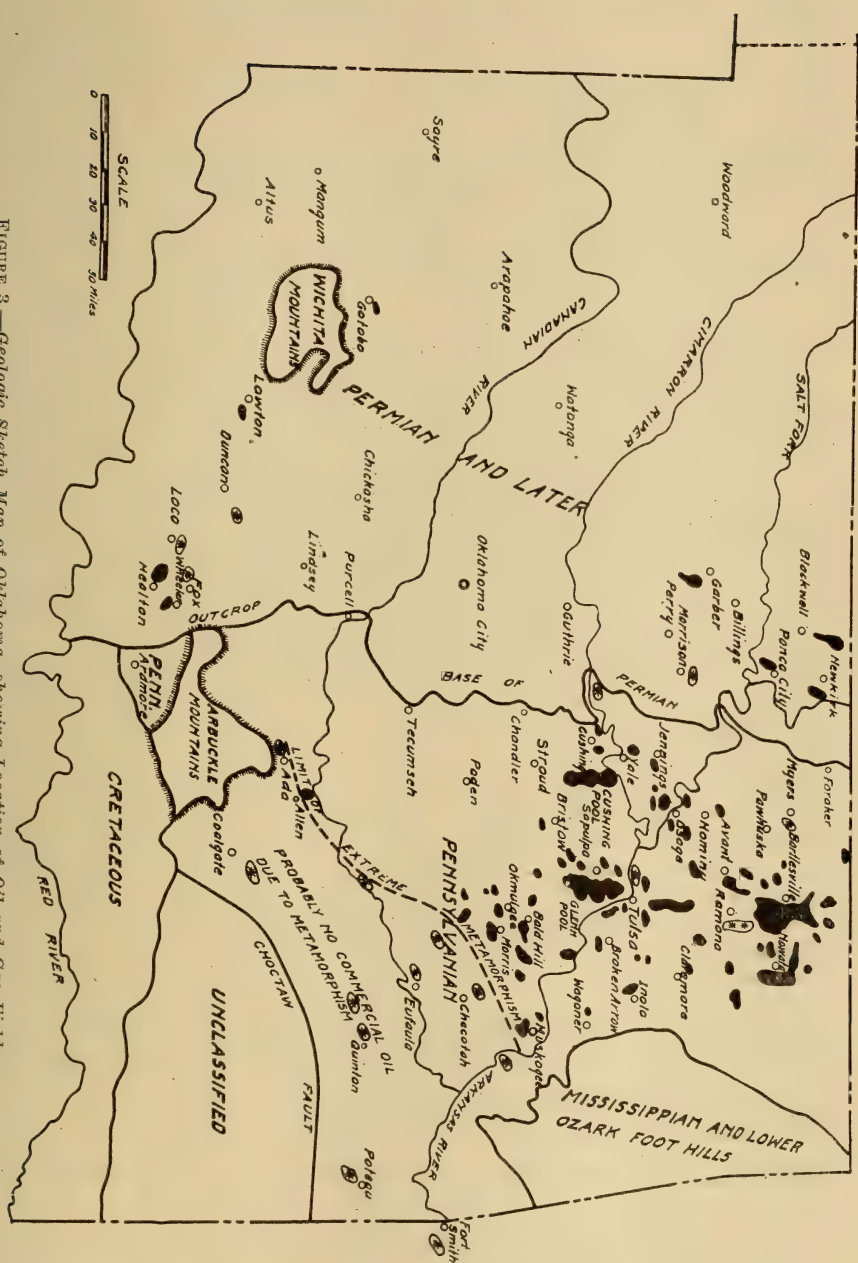 Woodward
SALT FORK
CIMARRON RIVER
Blackwell
Newkirk
Ponca City
Billings
Garber
Morrison
Perry
Foraker
Myers
Bartlesville
Pawhuska
Nowata
Ramona
Avant
Hominy
Osage
Claremore
Jennings
Yale
Tulsa
Inola
Broken Arrow
Wagoner
MISSISSIPPIAN AND LOWER
OZARK FOOT HILLS
Sayre
Arapahoe
CANADIAN
RIVER
Watonga
Guthrie
PERMIAN
AND LATER
Oklahoma City
BASE OF
PERMIAN
Cushing
CUSHING
POOL
Sapulpa
GLENN
POOL
Bristow
Stroud
Chandler
Paden
Tecumseh
Okmulgee
Bald Hill
Morris
Muskogee
PENNSYLVANIAN
Checotah
Eufaula
ARKANSAS RIVER
Fort
Smith
Mangum
Altus
WICHITA
MOUNTAINS
Gotobo
Lawton
Duncan
Chickasha
Lindsey
Purcell
Loco
Wheeler
Fox
Healton
OUTCROP
PENN.
Ardmore
ARBUCKLE
MOUNTAINS
Ada
Allen
LIMIT OF
EXTREME
METAMORPHISM
PROBABLY NO COMMERCIAL OIL
DUE TO METAMORPHISM
Coalgate
Quinton
Poteau
CHOCTAW
FAULT
UNCLASSIFIED
CRETACEOUS
RED RIVER
SCALE
0 10 20 30 40 50 Miles
FIGURE 3.—Geologic Sketch Map of Oklahoma, showing Location of Oil and Gas